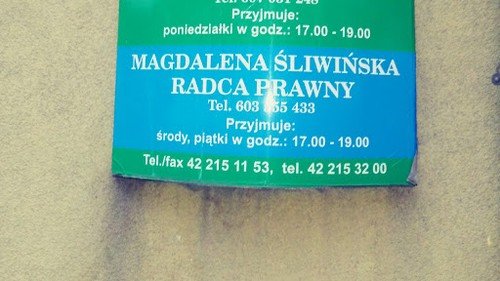 Przyjmuje:
poniedziałki w godz.: 17.00 - 19.00
MAGDALENA ŚLIWIŃSKA
RADCA PRAWNY
Tel. 603 433
Przyjmuje:
środy, piątki w godz.: 17.00 - 19.00
Tel./fax 42 215 11 53, tel. 42 215 32 00